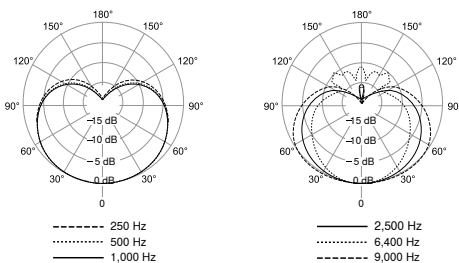 180° 180°
150° 150° 150° 150°
120° 120° 120° 120°
90° 90° 90° 90
–15 dB –15 dB
–10 dB –10 dB
60° 60° 60° 60°
–5 dB –5 dB
30° 0 dB 30° 30° 0 dB 30°
0 0
250 Hz 2,500 Hz
500 Hz 6,400 Hz
1,000 Hz 9,000 Hz